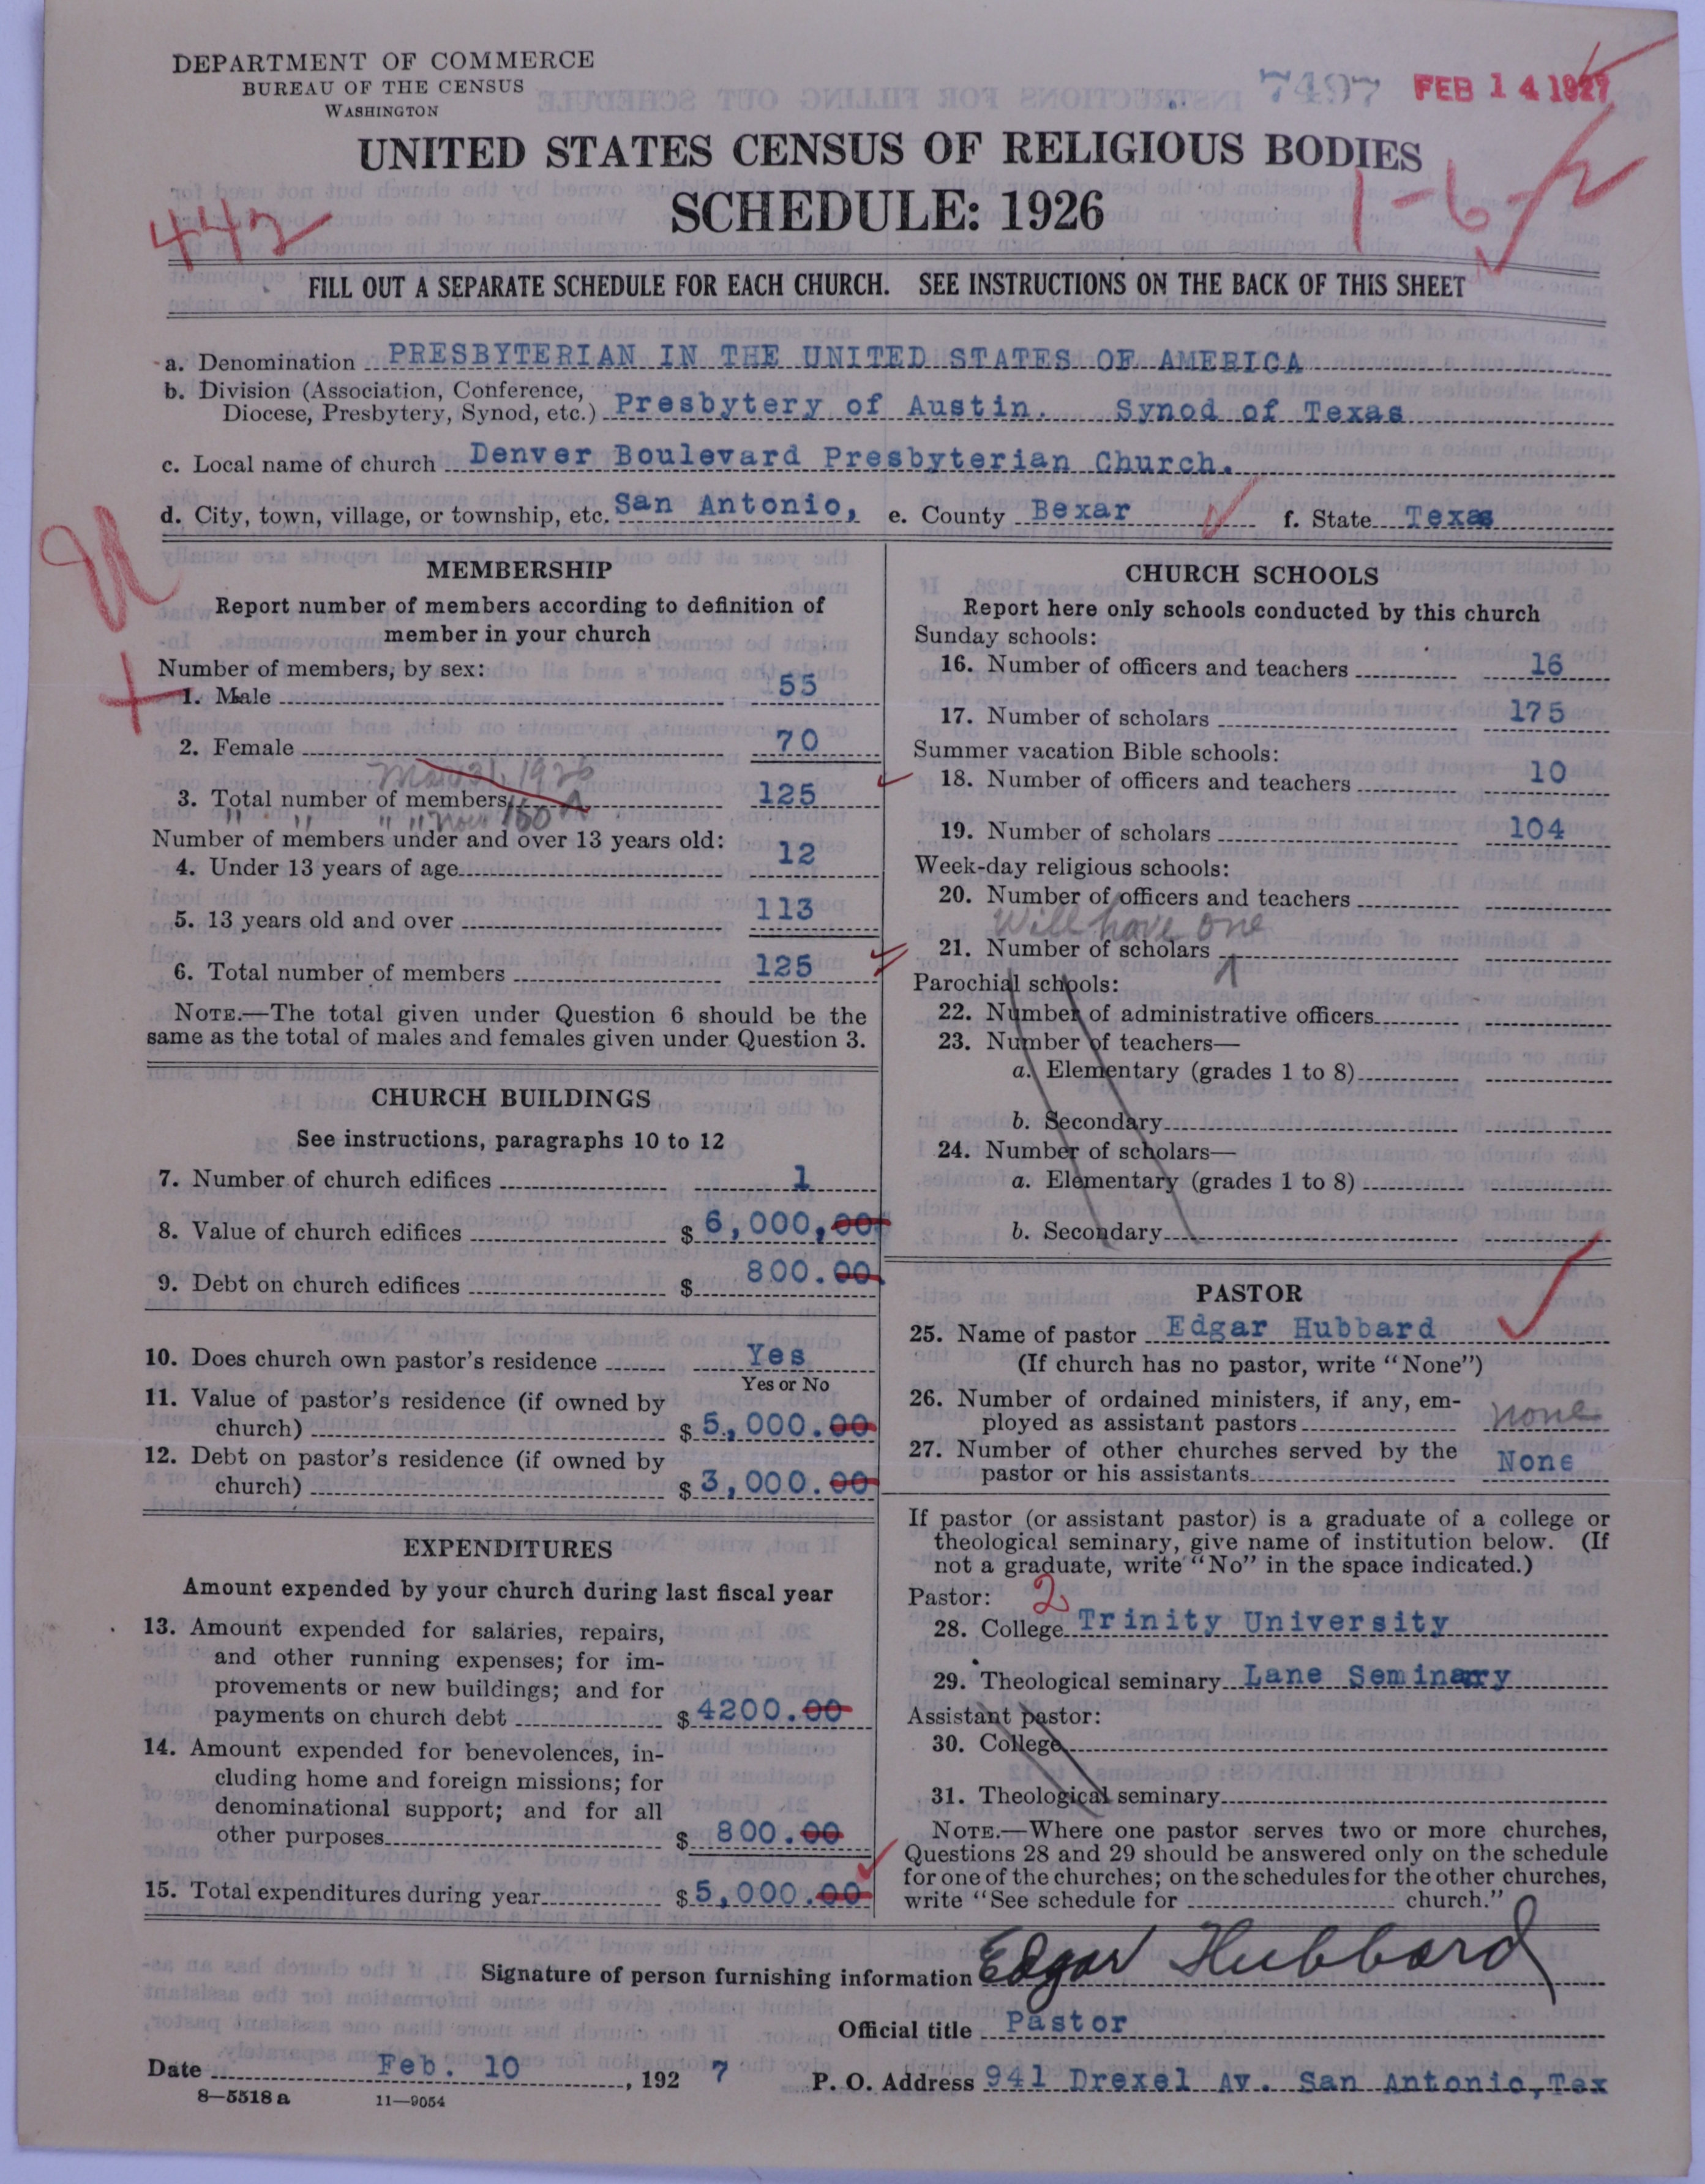 DEPARTMENT OF COMMERCE
BUREAU OF THE CENSUS
WASHINGTON
7497 FEB 14 1927
UNITED STATES CENSUS OF RELIGIOUS BODIES
SCHEDULE: 1926
442
1-6-
FILL OUT A SEPARATE SCHEDULE FOR EACH CHURCH. SEE INSTRUCTIONS ON THE BACK OF THIS SHEET
a. Denomination PRESBYTERIAN IN THE UNITED STATES OF AMERICA
b. Division (Association, Conference,
Diocese, Presbytery, Synod, etc.) Presbytery of Austin. Synod of Texas
c. Local name of church Denver Boulevard Presbyterian Church.
d. City, town, village, or township, etc. San Antonio, e. County Bexar f. State Texas
MEMBERSHIP
Report number of members according to definition of
member in your church
Number of members, by sex:
1. Male 55
2. Female 70
Mar 31, 1926
3. Total number of members 125
" " " " Now 150
Number of members under and over 13 years old:
4. Under 13 years of age 12
5. 13 years old and over 113
6. Total number of members 125
NOTE.—The total given under Question 6 should be the
same as the total of males and females given under Question 3.
CHURCH BUILDINGS
See instructions, paragraphs 10 to 12
7. Number of church edifices 1
8. Value of church edifices $ 6,000,00
9. Debt on church edifices $ 800.00
10. Does church own pastor's residence Yes
Yes or No
11. Value of pastor's residence (if owned by
church) $ 5,000.00
12. Debt on pastor's residence (if owned by
church) $ 3,000.00
EXPENDITURES
Amount expended by your church during last fiscal year
13. Amount expended for salaries, repairs,
and other running expenses; for im-
provements or new buildings; and for
payments on church debt $ 4200.00
14. Amount expended for benevolences, in-
cluding home and foreign missions; for
denominational support; and for all
other purposes $ 800.00
15. Total expenditures during year $ 5,000.00
CHURCH SCHOOLS
Report here only schools conducted by this church
Sunday schools:
16. Number of officers and teachers 16
17. Number of scholars 175
Summer vacation Bible schools:
18. Number of officers and teachers 10
19. Number of scholars 104
Week-day religious schools:
20. Number of officers and teachers
Will have one
21. Number of scholars
Parochial schools:
22. Number of administrative officers
23. Number of teachers—
a. Elementary (grades 1 to 8)
b. Secondary
24. Number of scholars—
a. Elementary (grades 1 to 8)
b. Secondary
PASTOR
25. Name of pastor Edgar Hubbard
(If church has no pastor, write "None")
26. Number of ordained ministers, if any, em-
ployed as assistant pastors none
27. Number of other churches served by the
pastor or his assistants None
If pastor (or assistant pastor) is a graduate of a college or
theological seminary, give name of institution below. (If
not a graduate, write "No" in the space indicated.)
Pastor: 2
28. College Trinity University
29. Theological seminary Lane Seminary
Assistant pastor:
30. College
31. Theological seminary
NOTE.—Where one pastor serves two or more churches,
Questions 28 and 29 should be answered only on the schedule
for one of the churches; on the schedules for the other churches,
write "See schedule for church."
Signature of person furnishing information Edgar Hubbard
Official title Pastor
Date Feb. 10, 1927 P. O. Address 941 Drexel Av. San Antonio, Tex
8—5518 a 11—9054